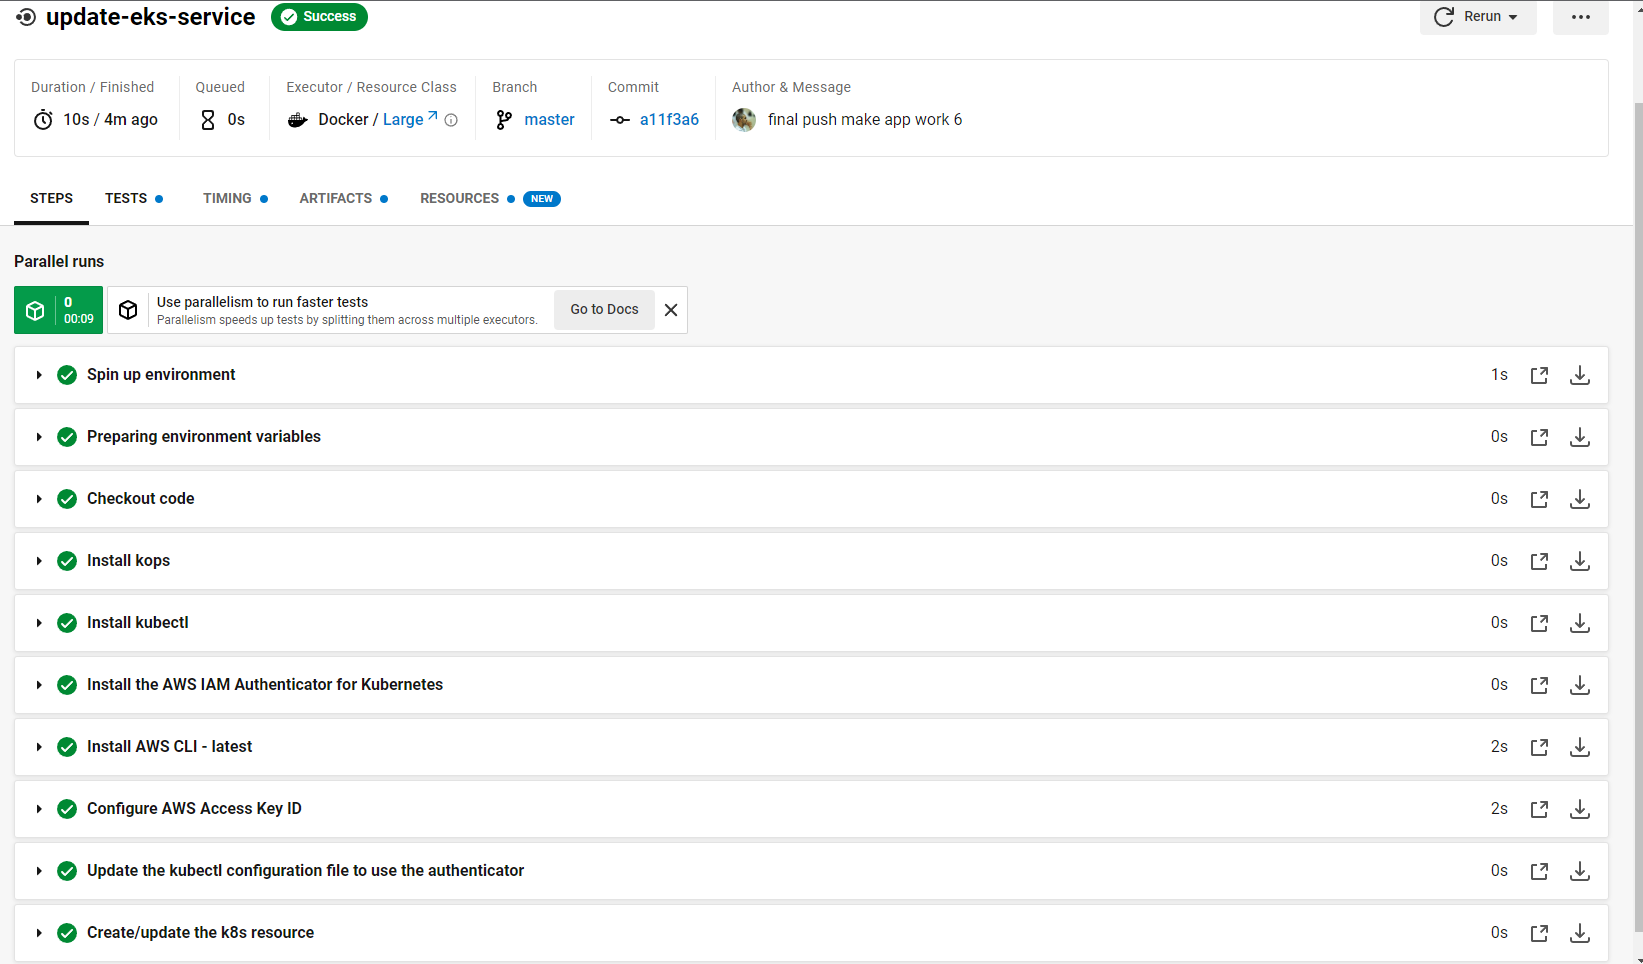 update-eks-service Success Rerun
Duration / Finished Queued Executor / Resource Class Branch Commit Author & Message
10s / 4m ago 0s Docker / Large master a11f3a6 final push make app work 6
STEPS TESTS TIMING ARTIFACTS RESOURCES NEW
Parallel runs
0
00:09
Use parallelism to run faster tests
Parallelism speeds up tests by splitting them across multiple executors.
Go to Docs
Spin up environment 1s
Preparing environment variables 0s
Checkout code 0s
Install kops 0s
Install kubectl 0s
Install the AWS IAM Authenticator for Kubernetes 0s
Install AWS CLI - latest 2s
Configure AWS Access Key ID 2s
Update the kubectl configuration file to use the authenticator 0s
Create/update the k8s resource 0s